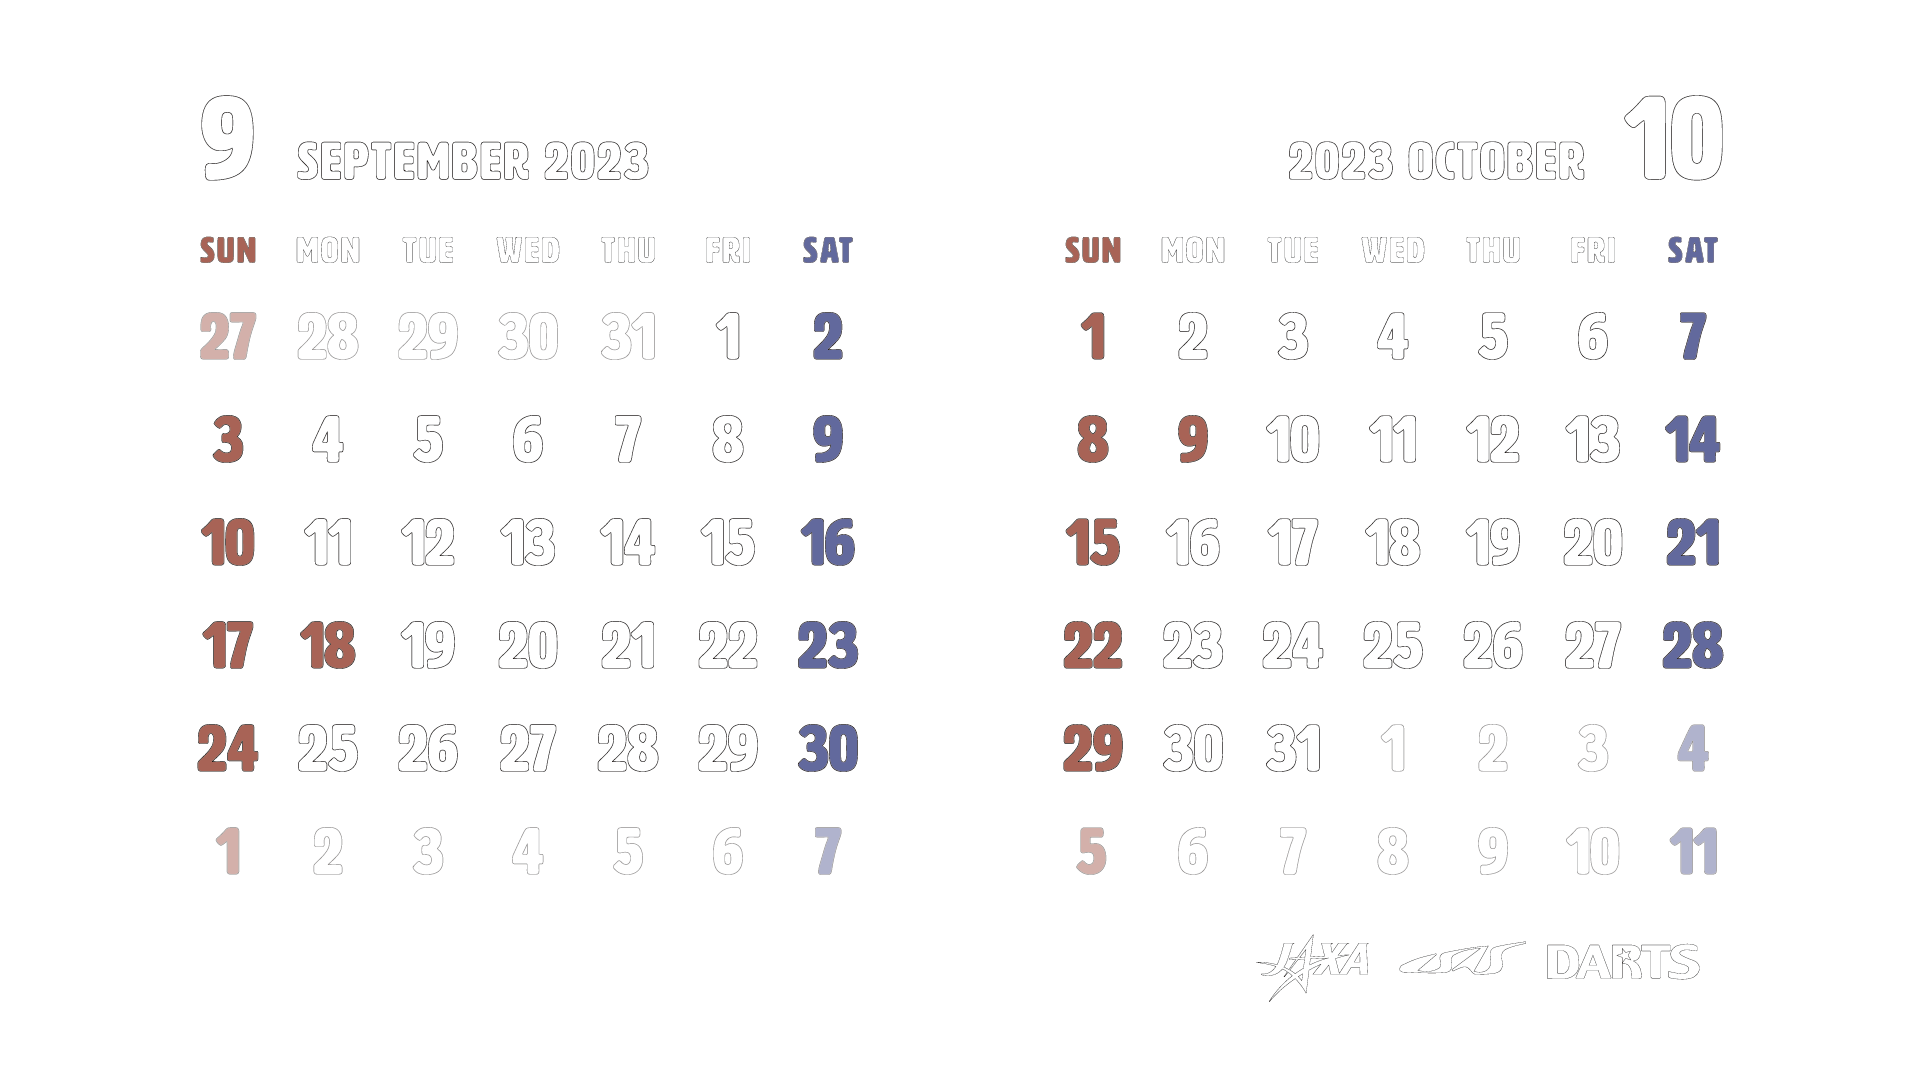 9 SEPTEMBER 2023
SUN MON TUE WED THU FRI SAT
27 28 29 30 31 1 2
3 4 5 6 7 8 9
10 11 12 13 14 15 16
17 18 19 20 21 22 23
24 25 26 27 28 29 30
1 2 3 4 5 6 7
2023 OCTOBER 10
SUN MON TUE WED THU FRI SAT
1 2 3 4 5 6 7
8 9 10 11 12 13 14
15 16 17 18 19 20 21
22 23 24 25 26 27 28
29 30 31 1 2 3 4
5 6 7 8 9 10 11
JAXA ISAS DARTS